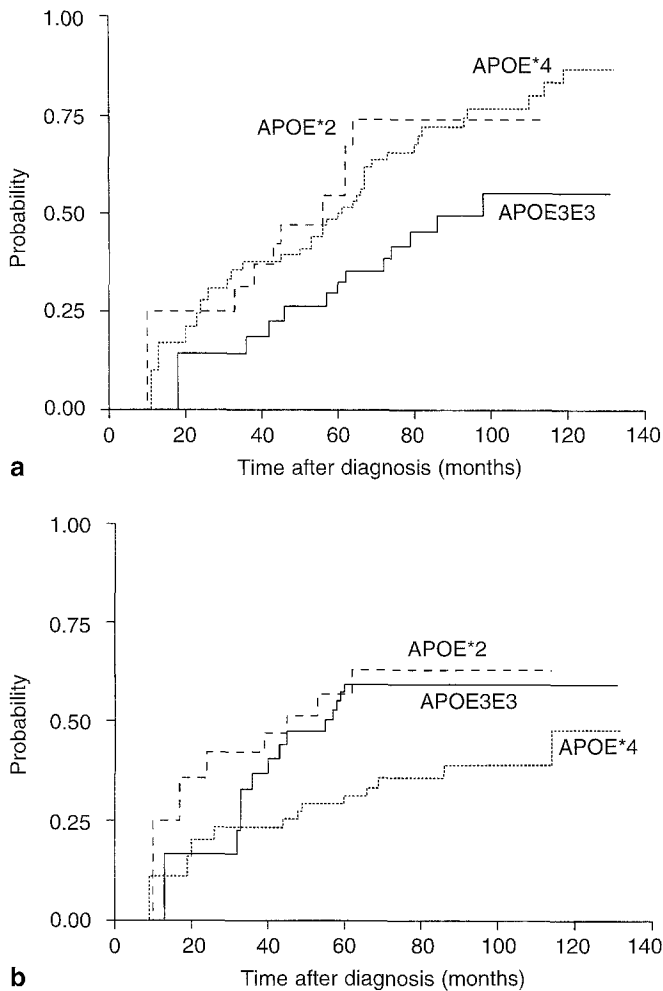 1.00
0.75
0.50
0.25
0.00
Probability
APOE*4
APOE*2
APOE3E3
0 20 40 60 80 100 120 140
Time after diagnosis (months)
a
1.00
0.75
0.50
0.25
0.00
Probability
APOE*2
APOE3E3
APOE*4
0 20 40 60 80 100 120 140
Time after diagnosis (months)
b